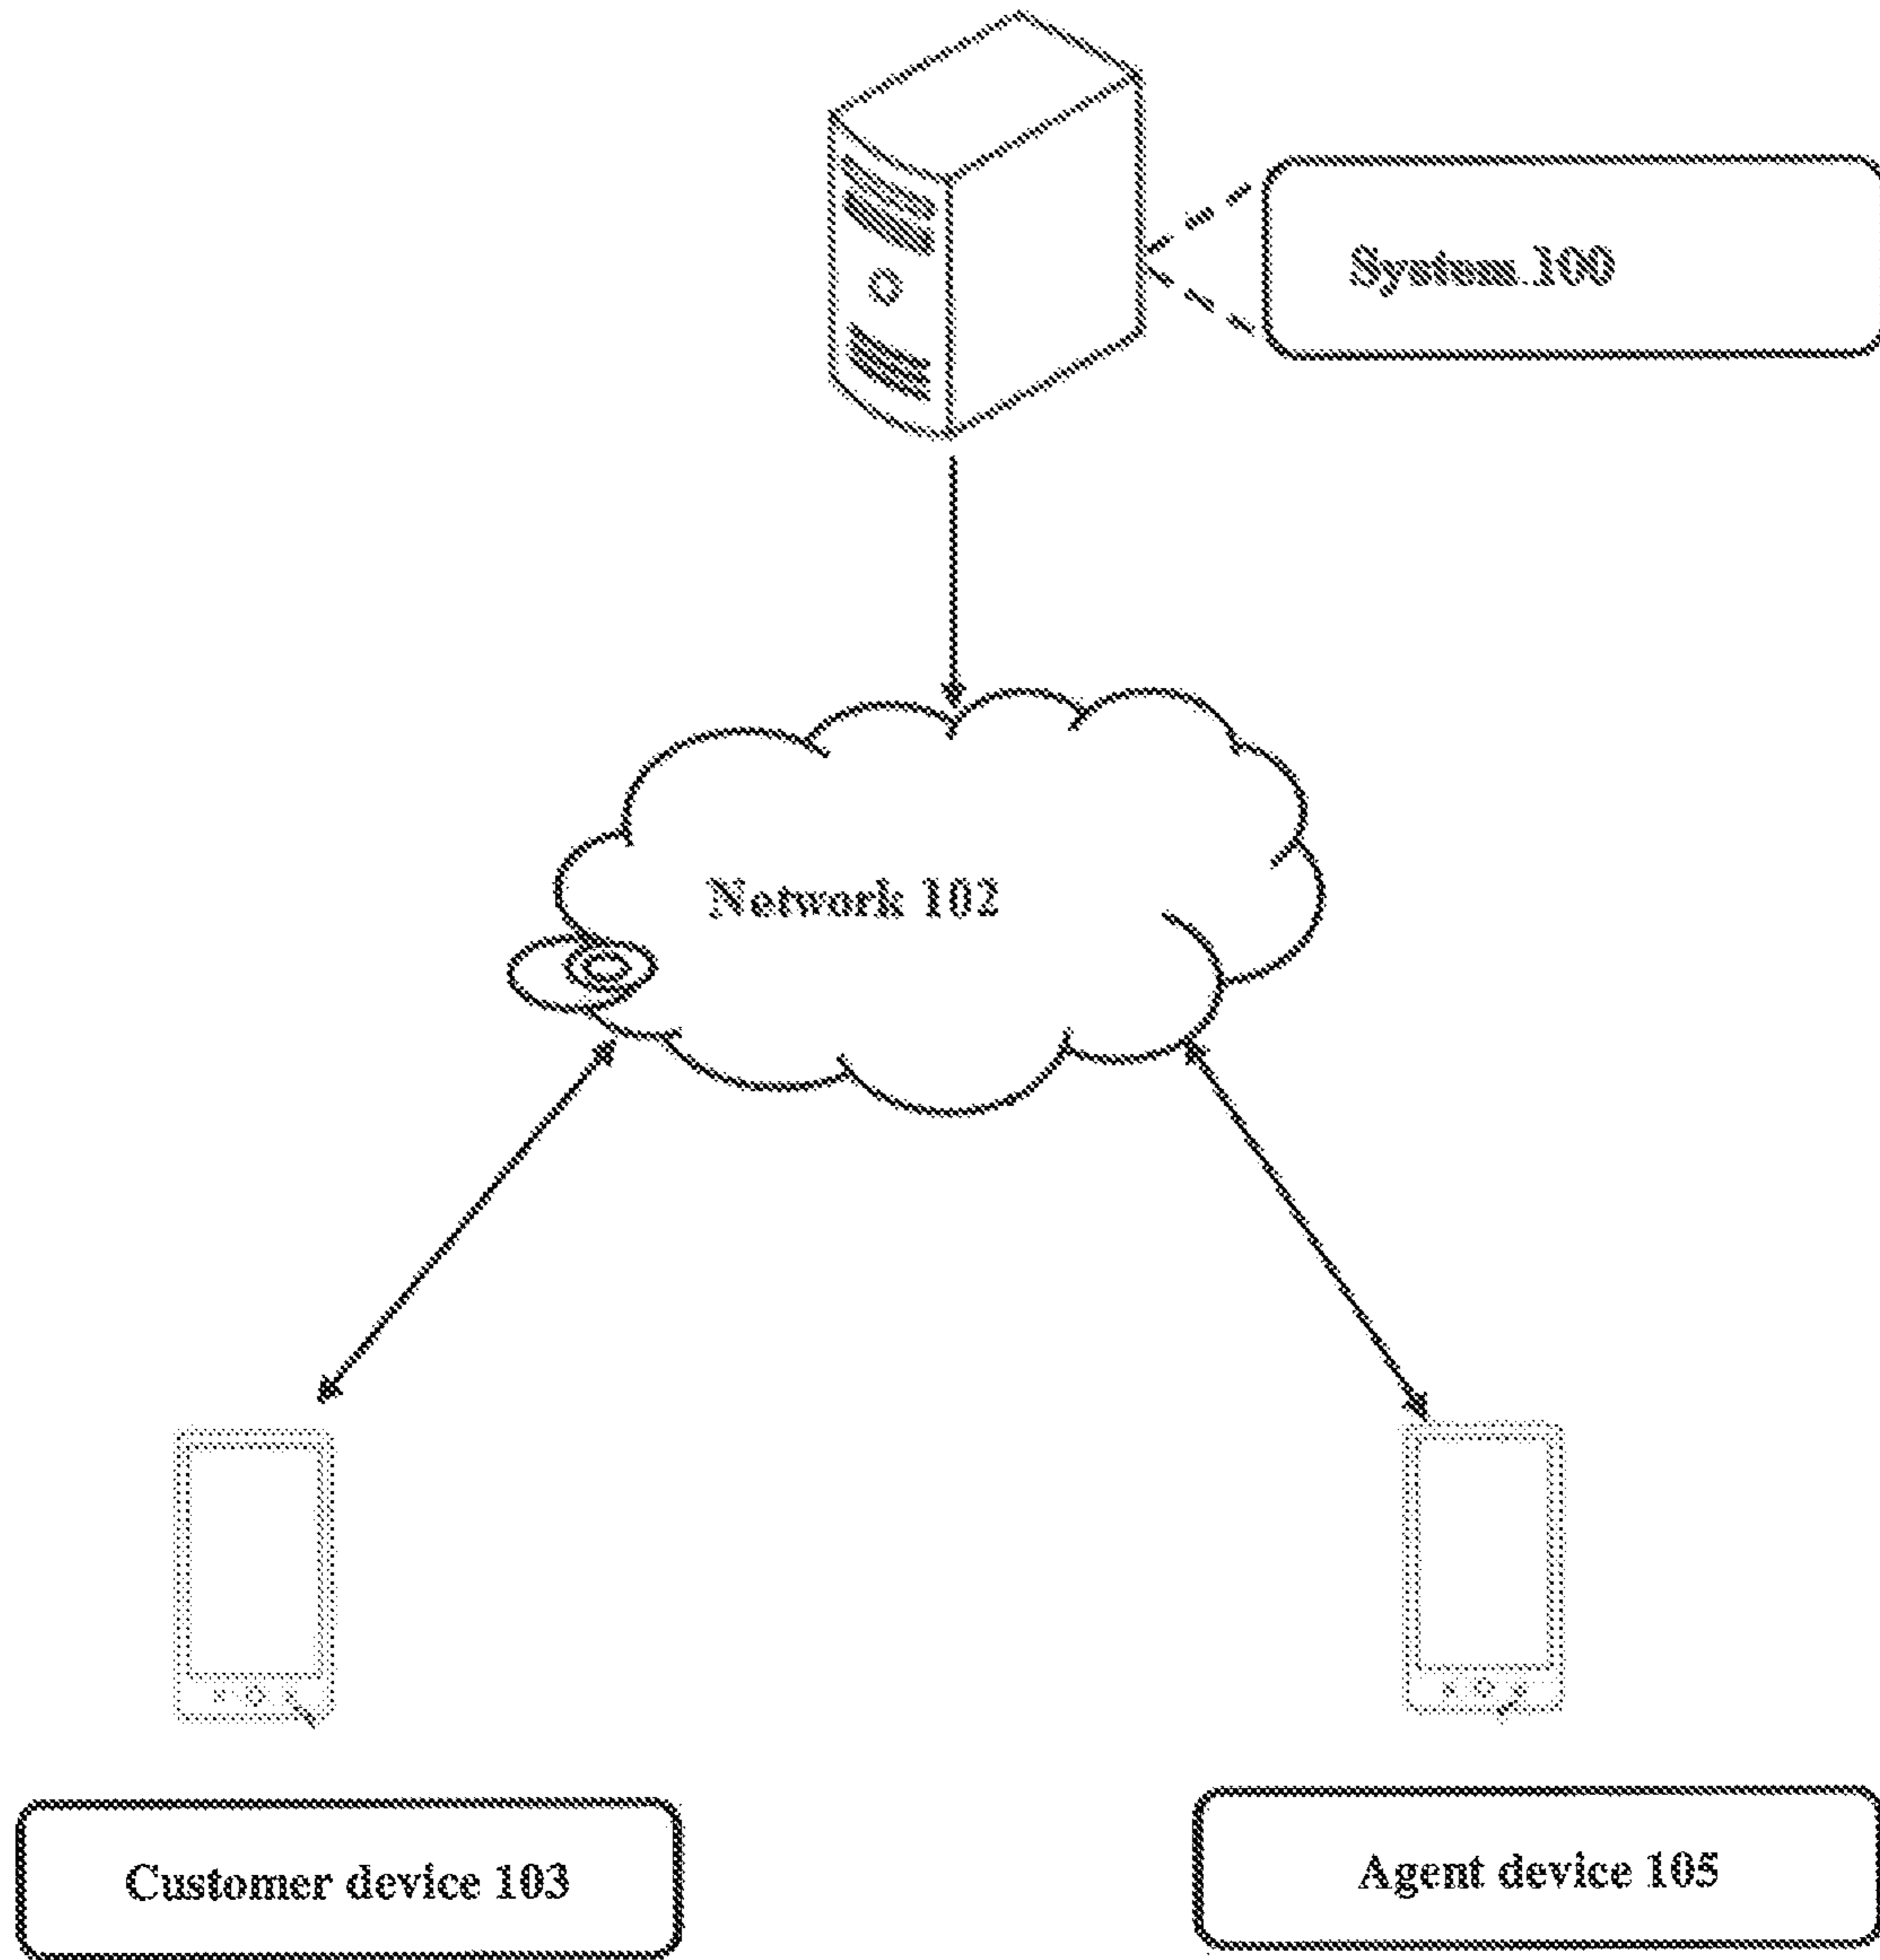 System 100
Network 102
Customer device 103
Agent device 105